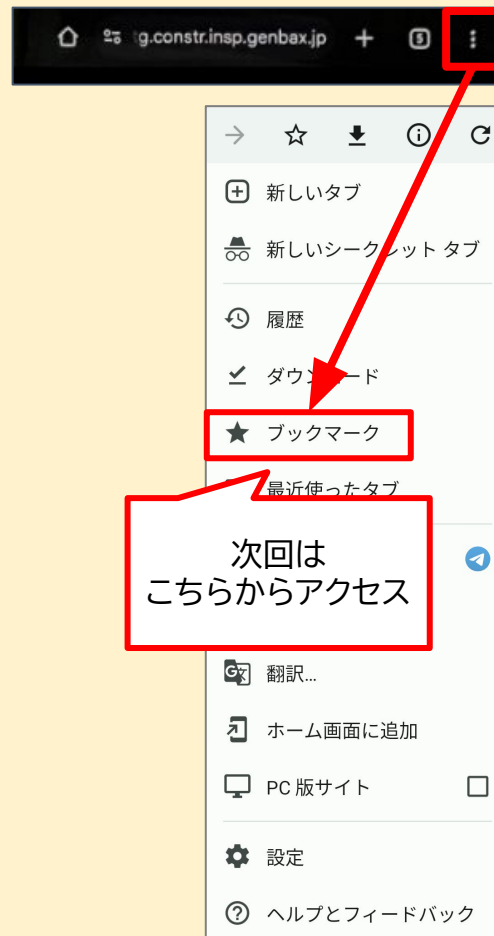 g.constr.insp.genbax.jp
5
新しいタブ
新しいシークレット タブ
履歴
ダウンロード
ブックマーク
最近使ったタブ
次回は
こちらからアクセス
翻訳...
ホーム画面に追加
PC 版サイト
設定
ヘルプとフィードバック